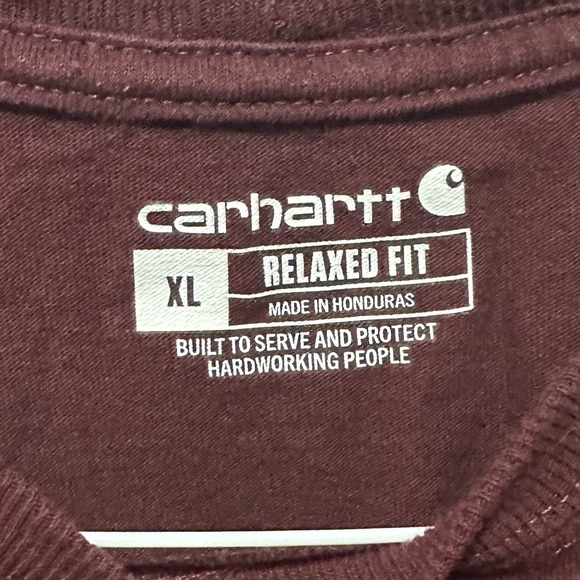 carhartt
XL
RELAXED FIT
MADE IN HONDURAS
BUILT TO SERVE AND PROTECT
HARDWORKING PEOPLE